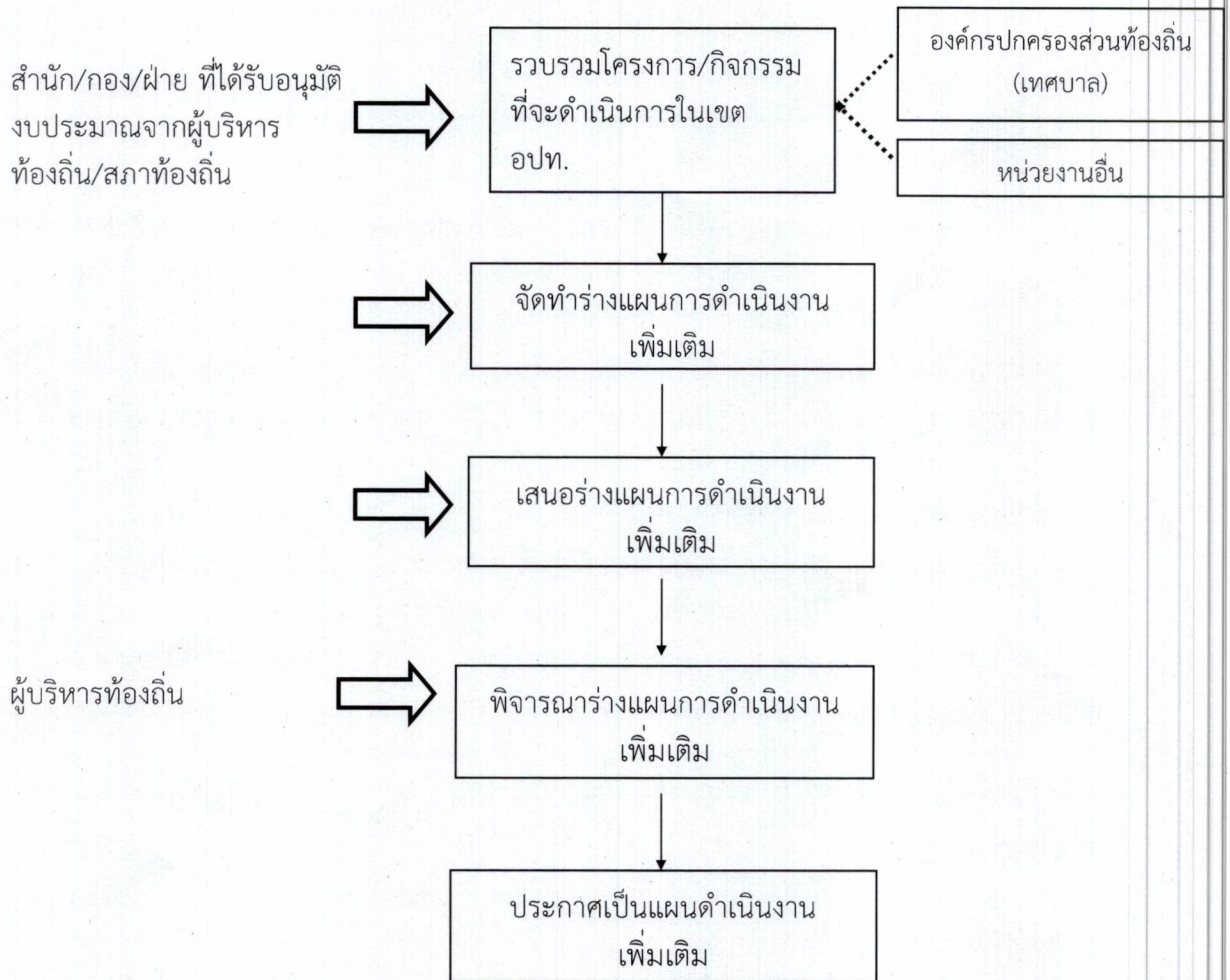 องค์กรปกครองส่วนท้องถิ่น
(เทศบาล)
สำนัก/กอง/ฝ่าย ที่ได้รับอนุมัติ
งบประมาณจากผู้บริหาร
ท้องถิ่น/สภาท้องถิ่น
รวบรวมโครงการ/กิจกรรม
ที่จะดำเนินการในเขต
อปท.
หน่วยงานอื่น
จัดทำร่างแผนการดำเนินงาน
เพิ่มเติม
เสนอร่างแผนการดำเนินงาน
เพิ่มเติม
ผู้บริหารท้องถิ่น
พิจารณาร่างแผนการดำเนินงาน
เพิ่มเติม
ประกาศเป็นแผนดำเนินงาน
เพิ่มเติม